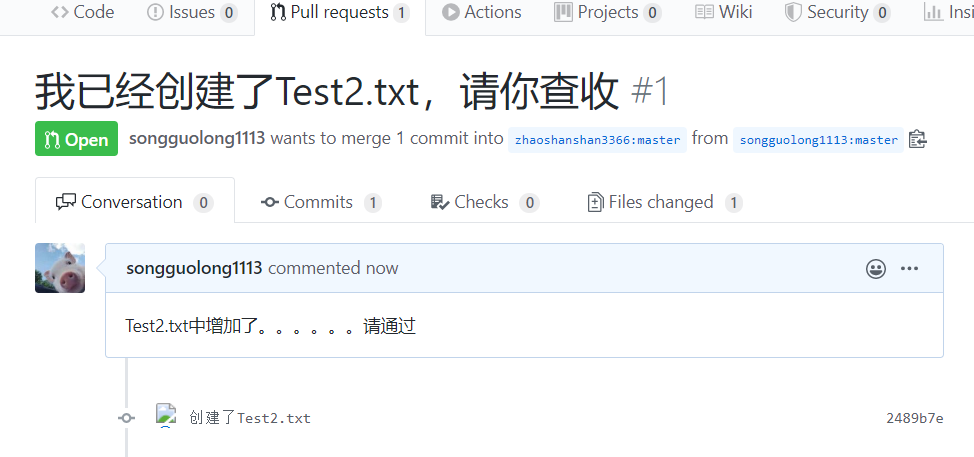 Code Issues 0 Pull requests 1 Actions Projects 0 Wiki Security 0 Insi
我已经创建了Test2.txt，请你查收 #1
Open songguolong1113 wants to merge 1 commit into zhaoshanshan3366:master from songguolong1113:master
Conversation 0 Commits 1 Checks 0 Files changed 1
songguolong1113 commented now
Test2.txt中增加了。。。。。。请通过
创建了Test2.txt 2489b7e